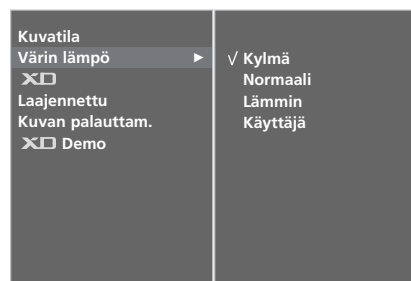 Kuvatila
Värin lämpö ►
XD
Laajennettu
Kuvan palauttam.
XD Demo
√ Kylmä
Normaali
Lämmin
Käyttäjä